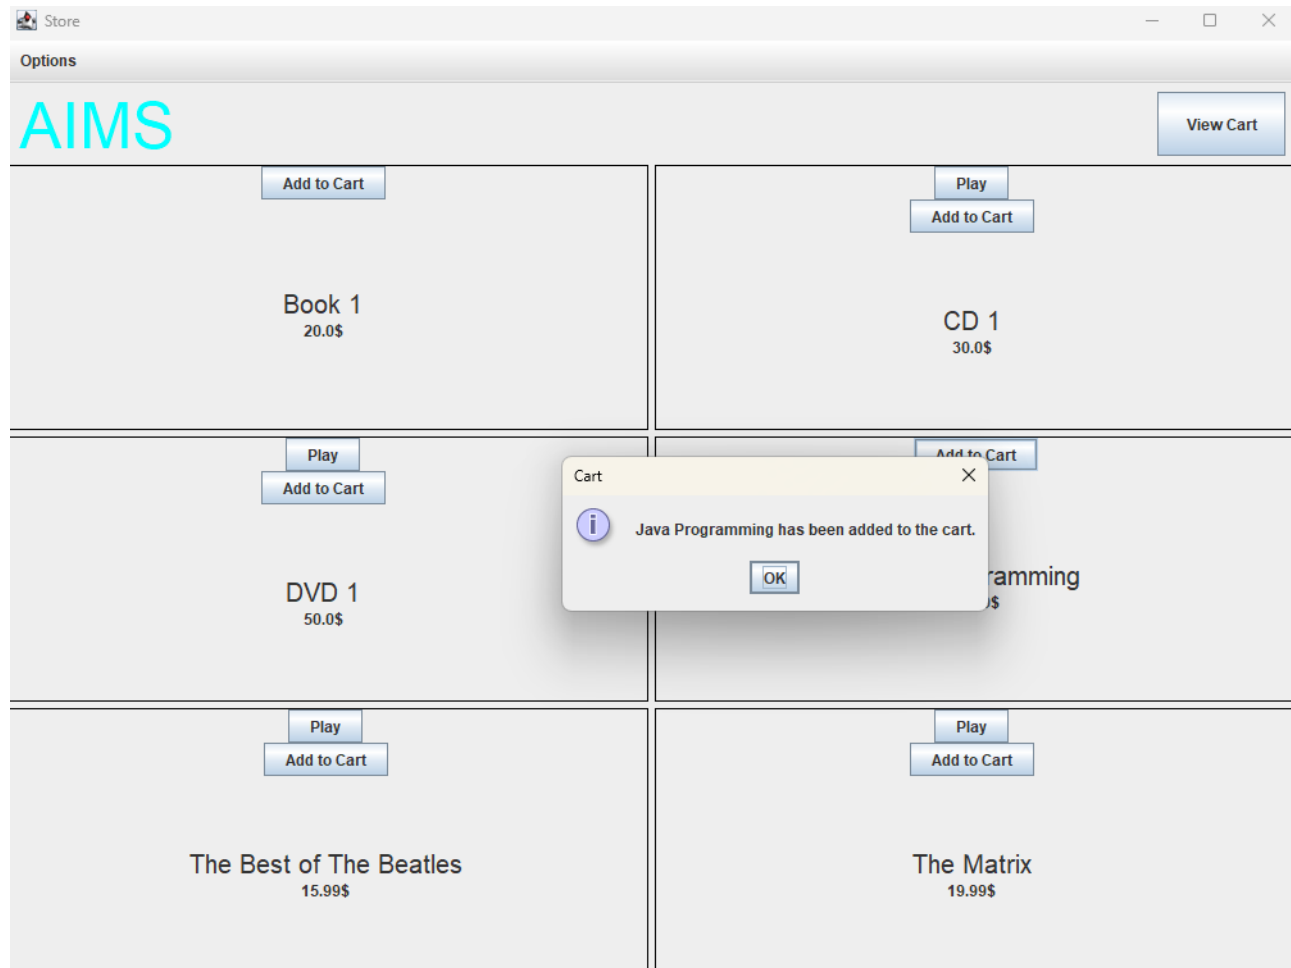 Store
Options
AIMS
View Cart
Add to Cart
Book 1
20.0$
Play
Add to Cart
CD 1
30.0$
Play
Add to Cart
DVD 1
50.0$
Add to Cart
Cart
Java Programming has been added to the cart.
OK
Play
Add to Cart
The Best of The Beatles
15.99$
Play
Add to Cart
The Matrix
19.99$